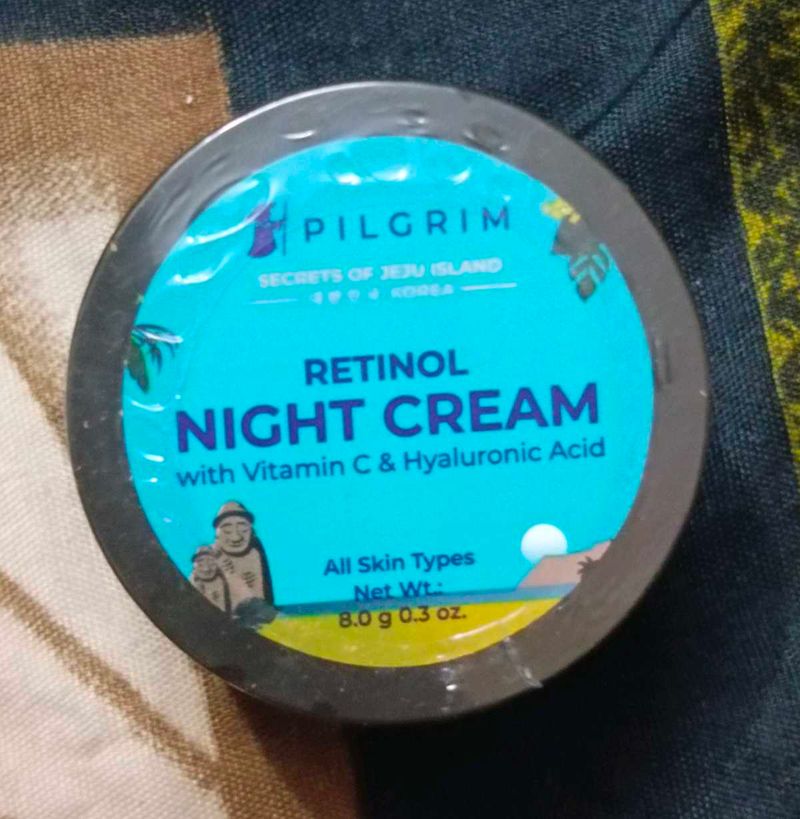 PILGRIM
SECRETS OF JEJU ISLAND
KOREA
RETINOL
NIGHT CREAM
with Vitamin C & Hyaluronic Acid
All Skin Types
Net Wt.:
8.0 g 0.3 oz.